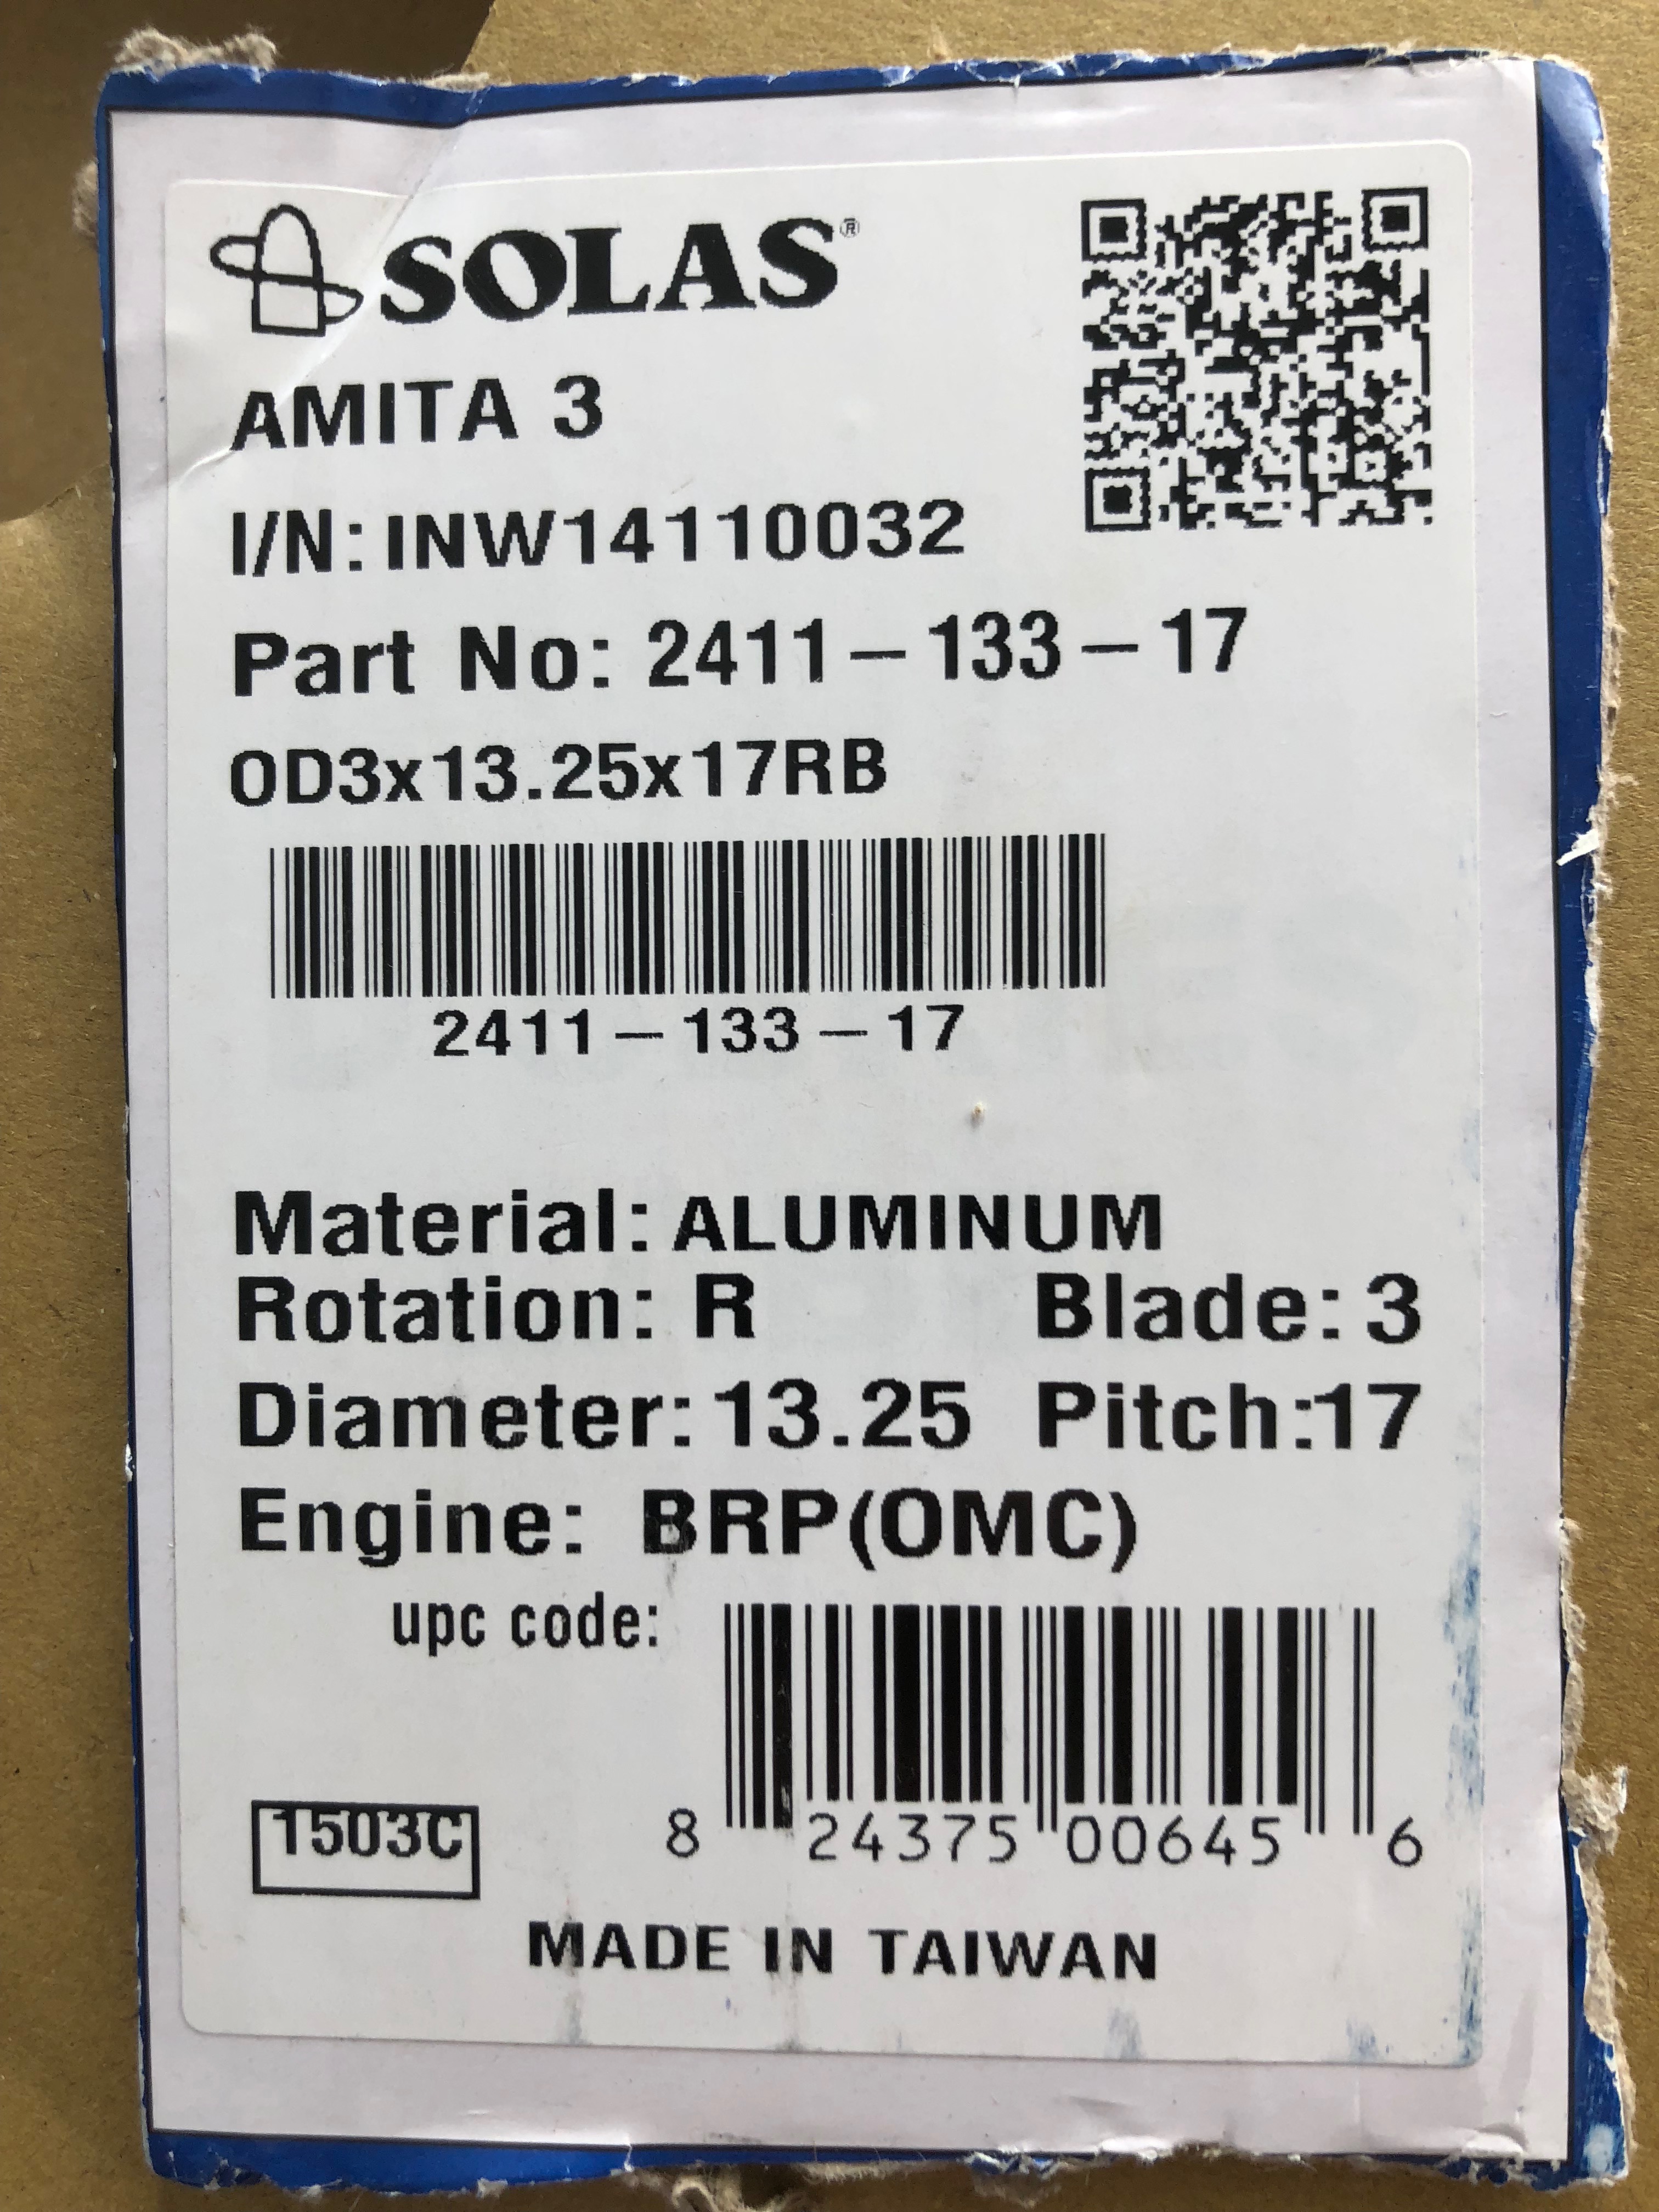 SOLAS®
AMITA 3
I/N: INW14110032
Part No: 2411-133-17
OD3x13.25x17RB
2411-133-17
Material: ALUMINUM
Rotation: R Blade: 3
Diameter: 13.25 Pitch:17
Engine: BRP(OMC)
upc code:
8 24375 00645 6
1503C
MADE IN TAIWAN